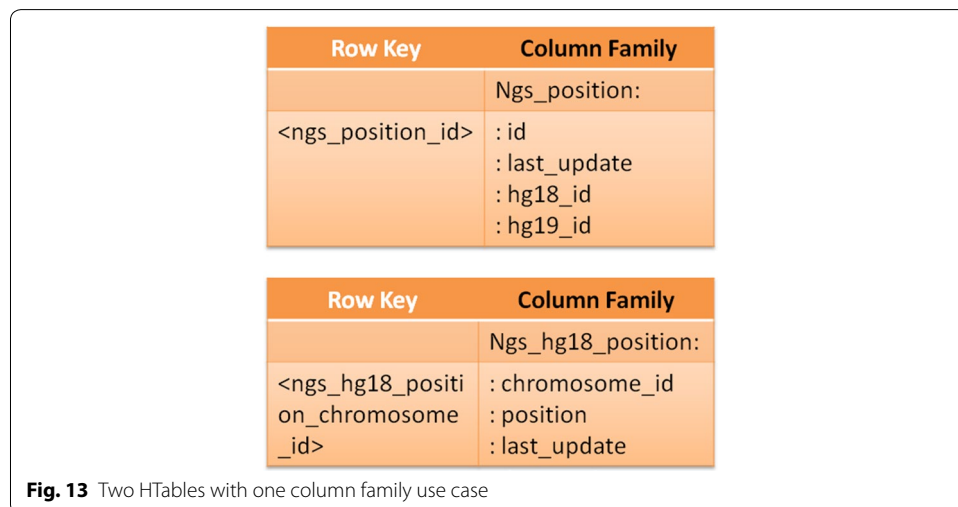 Row Key Column Family
Ngs_position:
<ngs_position_id> : id
: last_update
: hg18_id
: hg19_id
Row Key Column Family
Ngs_hg18_position:
<ngs_hg18_positi : chromosome_id
on_chromosome : position
_id> : last_update
Fig. 13 Two HTables with one column family use case